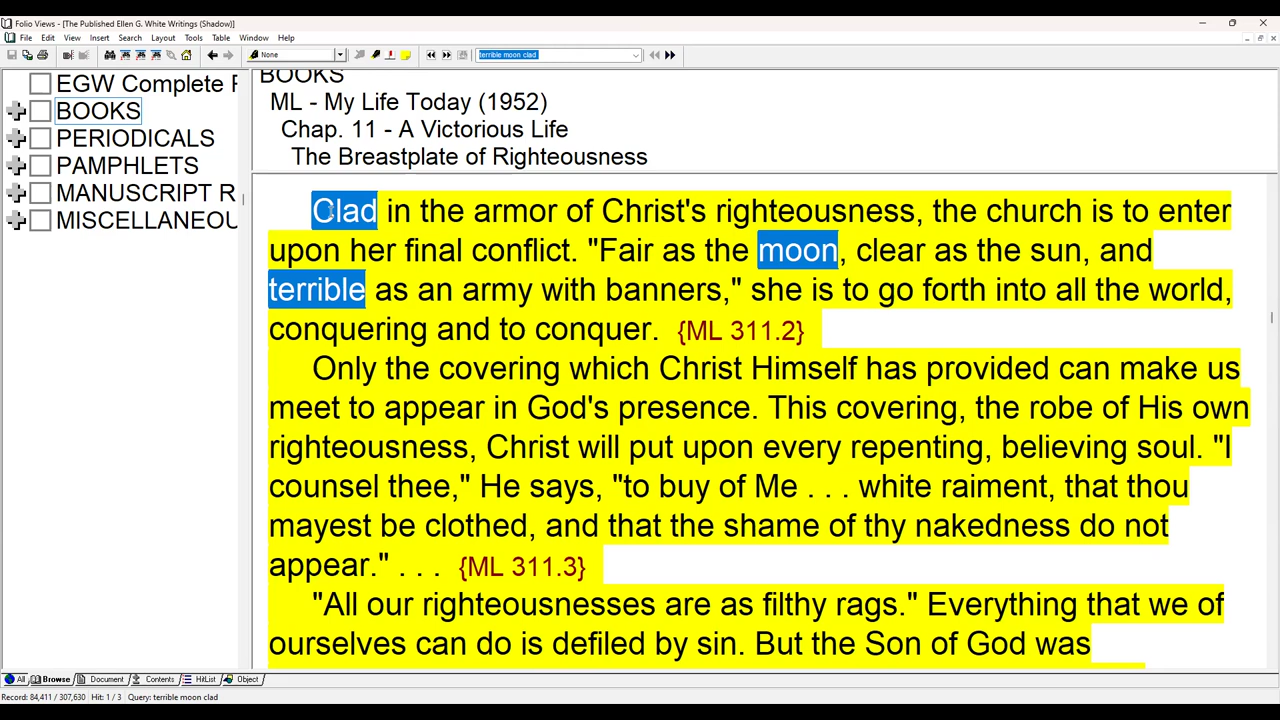 Folio Views - [The Published Ellen G. White Writings (Shadow)]
File Edit View Insert Search Layout Tools Table Window Help
None
terrible moon clad
EGW Complete
BOOKS
PERIODICALS
PAMPHLETS
MANUSCRIPT R
MISCELLANEOU
BOOKS
ML - My Life Today (1952)
Chap. 11 - A Victorious Life
The Breastplate of Righteousness
Clad in the armor of Christ's righteousness, the church is to enter
upon her final conflict. "Fair as the moon, clear as the sun, and
terrible as an army with banners," she is to go forth into all the world,
conquering and to conquer. {ML 311.2}
Only the covering which Christ Himself has provided can make us
meet to appear in God's presence. This covering, the robe of His own
righteousness, Christ will put upon every repenting, believing soul. "I
counsel thee," He says, "to buy of Me . . . white raiment, that thou
mayest be clothed, and that the shame of thy nakedness do not
appear." . . . {ML 311.3}
"All our righteousnesses are as filthy rags." Everything that we of
ourselves can do is defiled by sin. But the Son of God was
All Browse Document Contents HitList Object
Record: 84,411 / 307,630 Hit: 1 / 3 Query: terrible moon clad